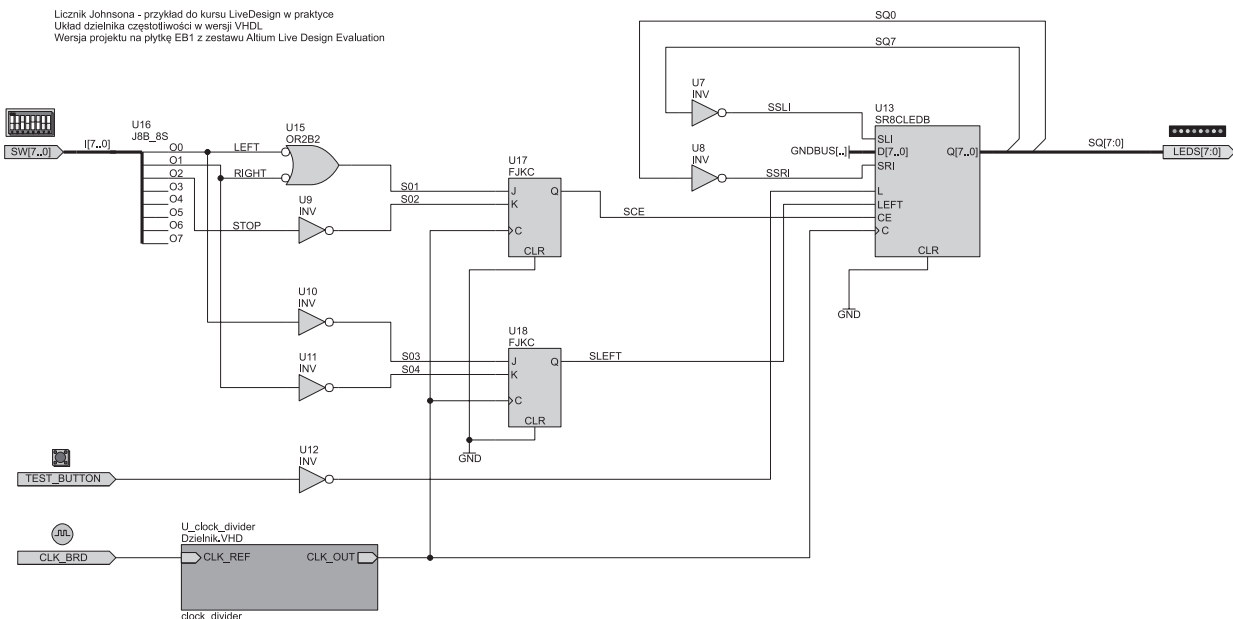 Licznik Johnsona - przykład do kursu LiveDesign w praktyce
Układ dzielnika częstotliwości w wersji VHDL
Wersja projektu na płytkę EB1 z zestawu Altium Live Design Evaluation
SQ0
SQ7
U7
INV
SSLI
U8
INV
SSRI
GNDBUS[..]
U13
SR8CLEDB
SLI
D[7..0]
SRI
L
LEFT
CE
C
CLR
Q[7..0]
SQ[7:0]
LEDS[7:0]
GND
SW[7..0]
I[7..0]
U16
J8B_8S
O0
O1
O2
O3
O4
O5
O6
O7
LEFT
RIGHT
STOP
U15
OR2B2
U9
INV
S01
S02
U17
FJKC
J
K
C
Q
CLR
SCE
U10
INV
U11
INV
S03
S04
U18
FJKC
J
K
C
Q
CLR
SLEFT
GND
TEST_BUTTON
U12
INV
CLK_BRD
U_clock_divider
Dzielnik.VHD
CLK_REF
CLK_OUT
clock_divider